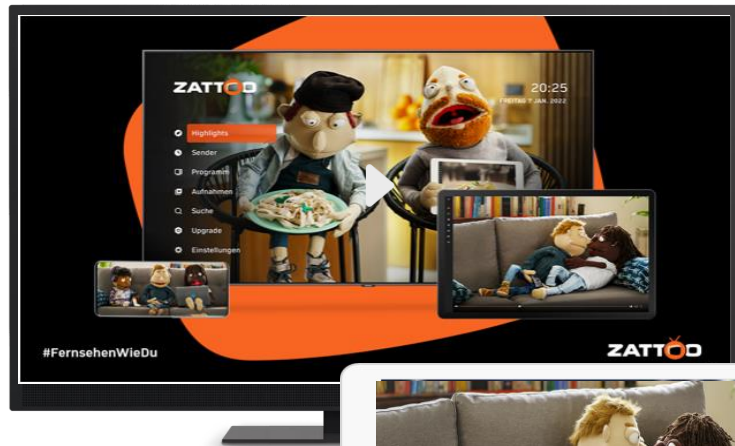 ZATTOO
20:25
FREITAG 7 JAN. 2022
Highlights
Sender
Programm
Aufnahmen
Suche
Upgrade
Einstellungen
#FernsehenWieDu
ZATTOO